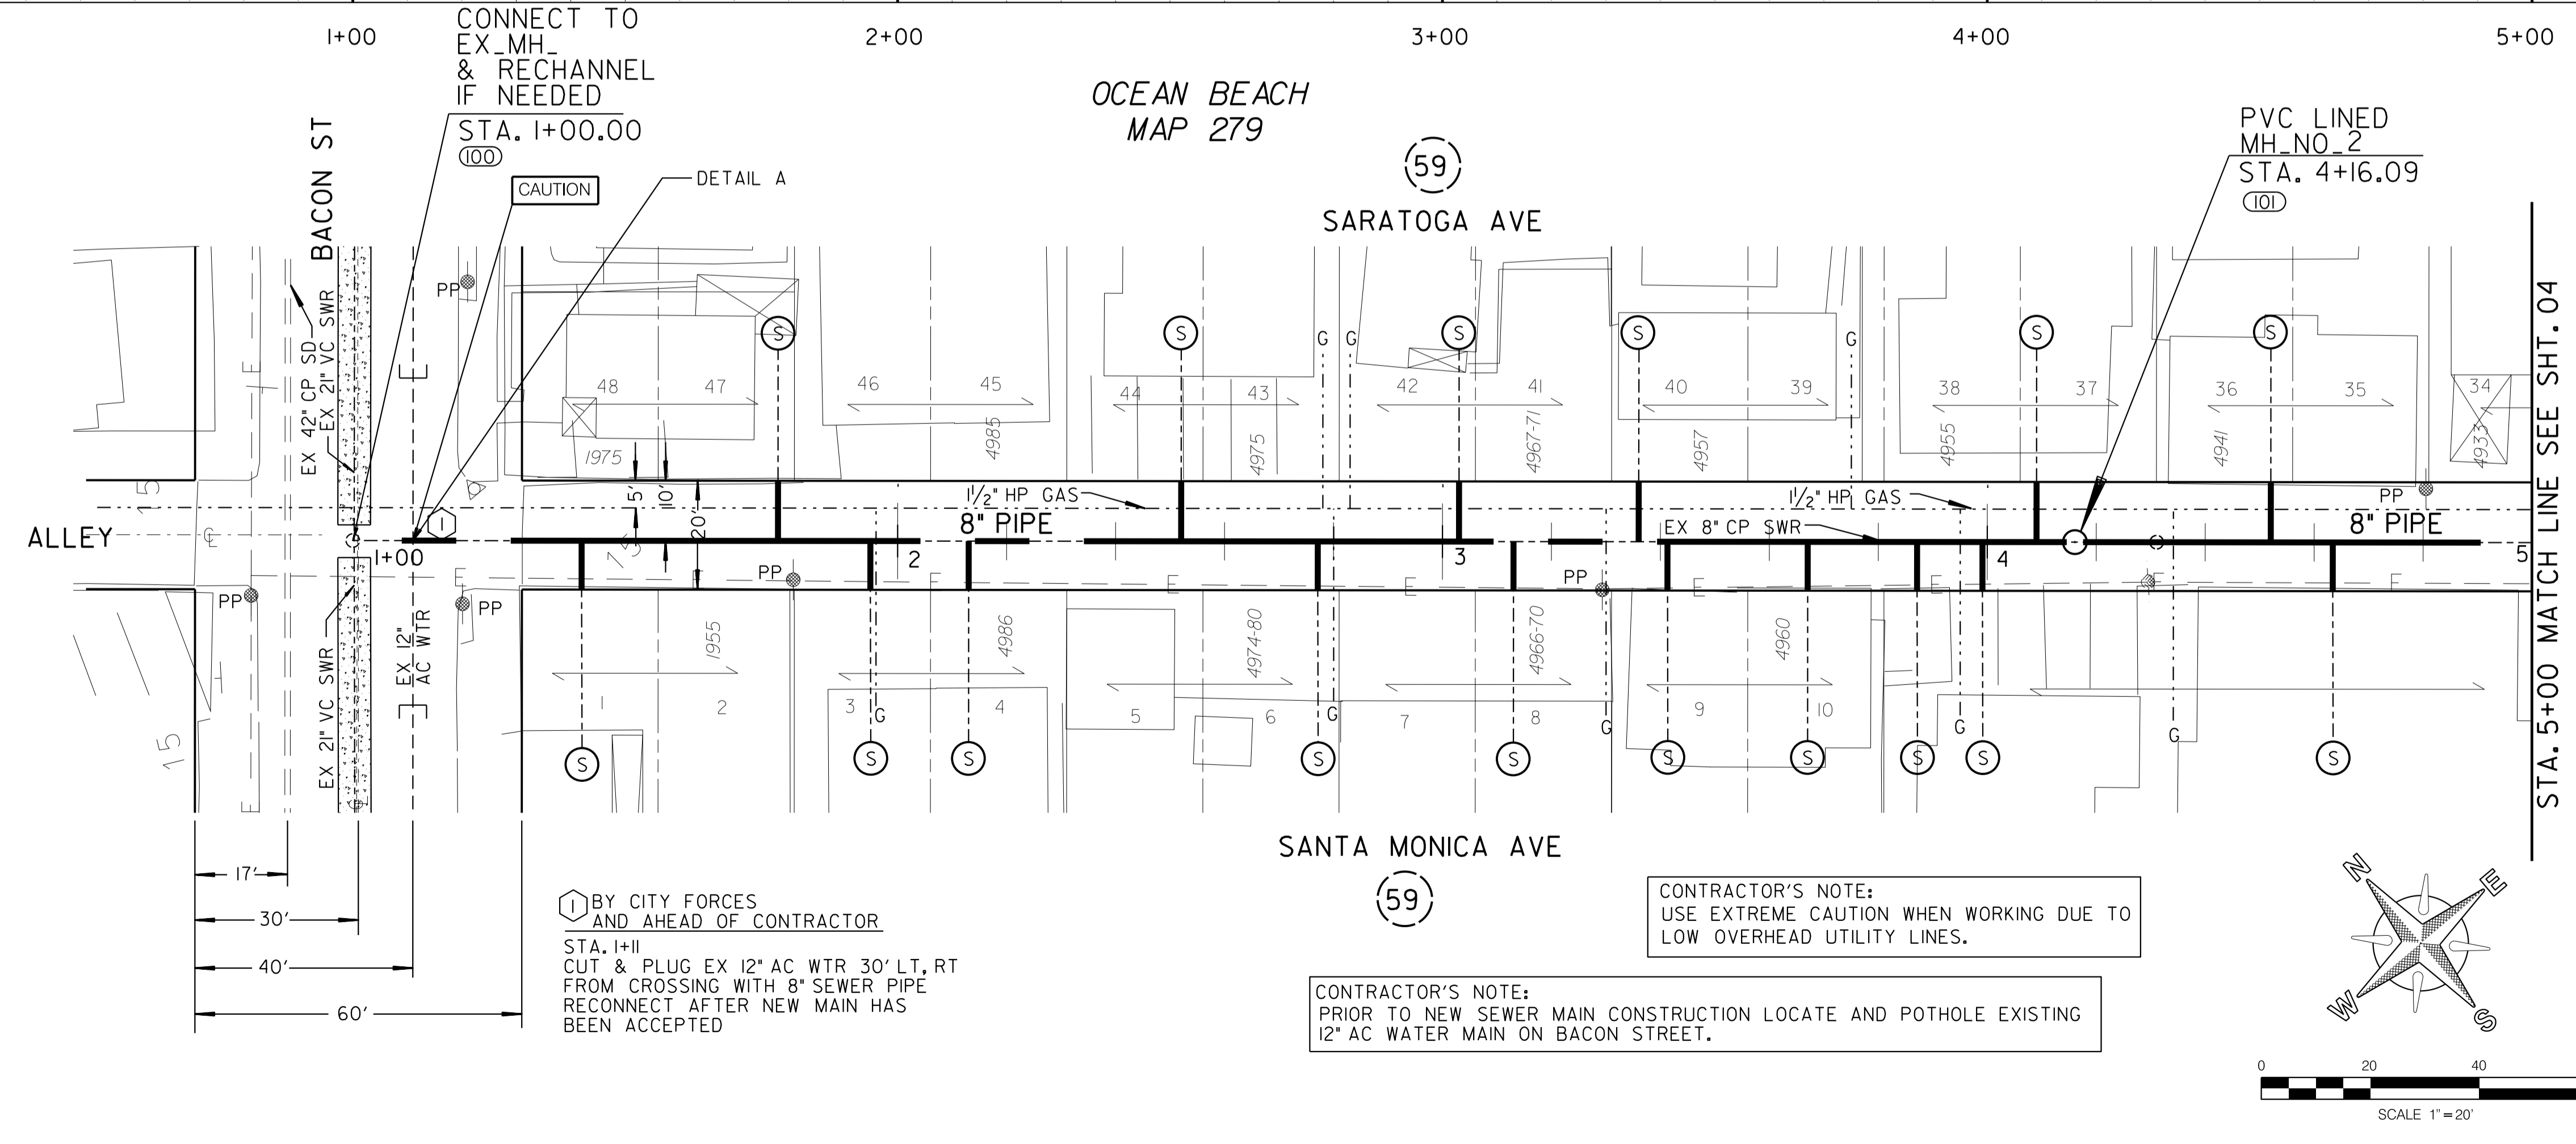 1+00
2+00
3+00
4+00
5+00
CONNECT TO
EX_MH_
& RECHANNEL
IF NEEDED
STA. 1+00.00
100
CAUTION
DETAIL A
OCEAN BEACH
MAP 279
59
SARATOGA AVE
PVC LINED
MH_NO_2
STA. 4+16.09
101
BACON ST
EX 42" CP SD
EX 21" VC SWR
PP
S
S
S
S
S
S
G
G
G
48
47
46
45
44
43
42
41
40
39
38
37
36
35
34
1975
4985
4975
4967-71
4957
4955
4941
4933
15
5'
10'
20'
15
1 1/2" HP GAS
8" PIPE
1 1/2" HP GAS
EX 8" CP SWR
PP
8" PIPE
ALLEY
℄
1
1+00
2
3
4
5
E
E
E
E
E
E
E
E
E
PP
PP
PP
PP
EX 21" VC SWR
EX 12"
AC WTR
15
1955
4986
4974-80
4966-70
4960
1
2
3
4
5
6
7
8
9
10
G
G
G
G
G
S
S
S
S
S
S
S
S
S
S
STA. 5+00 MATCH LINE SEE SHT. 04
17'
30'
40'
60'
SANTA MONICA AVE
59
1 BY CITY FORCES
AND AHEAD OF CONTRACTOR
STA. 1+11
CUT & PLUG EX 12" AC WTR 30' LT, RT
FROM CROSSING WITH 8" SEWER PIPE
RECONNECT AFTER NEW MAIN HAS
BEEN ACCEPTED
CONTRACTOR'S NOTE:
USE EXTREME CAUTION WHEN WORKING DUE TO
LOW OVERHEAD UTILITY LINES.
CONTRACTOR'S NOTE:
PRIOR TO NEW SEWER MAIN CONSTRUCTION LOCATE AND POTHOLE EXISTING
12" AC WATER MAIN ON BACON STREET.
N
E
W
S
0
20
40
SCALE 1" = 20'